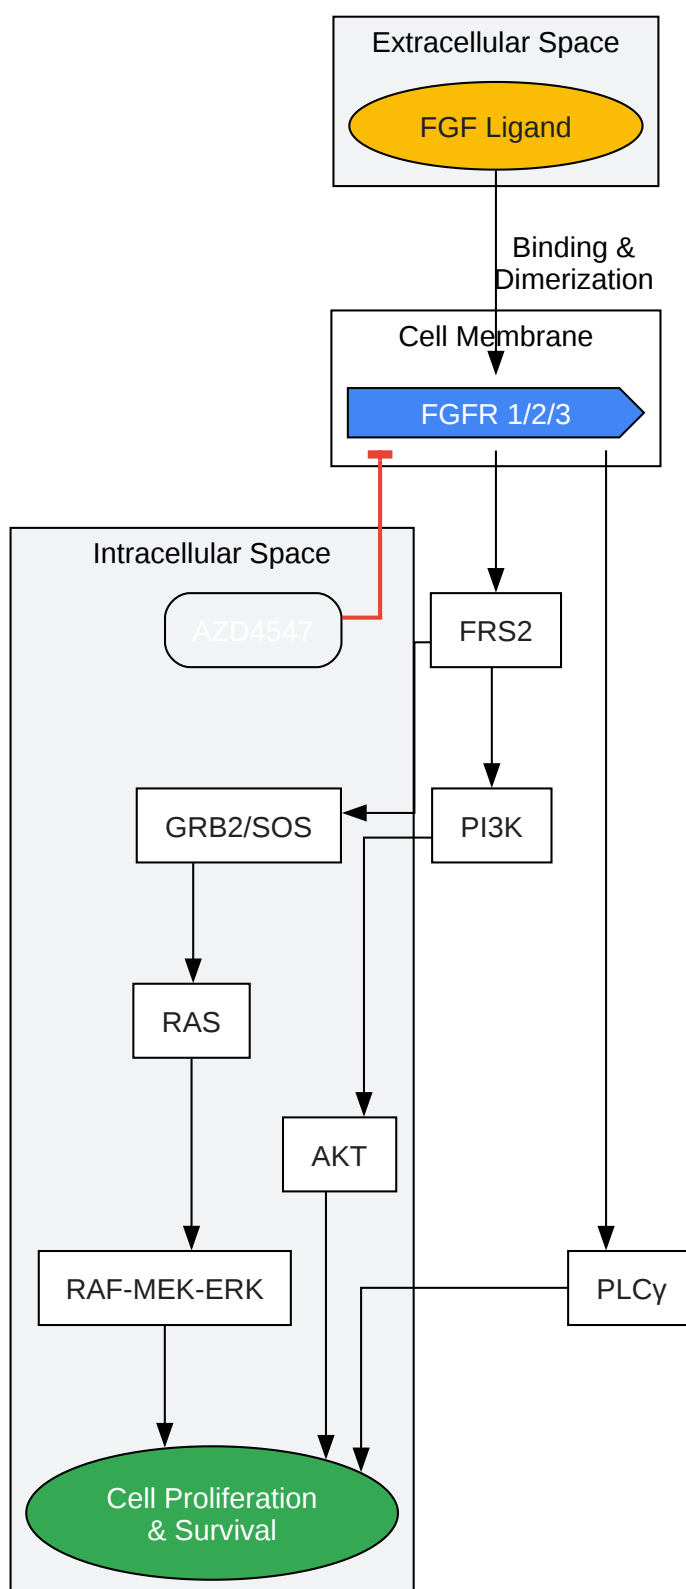 Extracellular Space
FGF Ligand
Binding &
Dimerization
Cell Membrane
FGFR 1/2/3
Intracellular Space
AZD4547
FRS2
GRB2/SOS
PI3K
RAS
AKT
RAF-MEK-ERK
PLCγ
Cell Proliferation
& Survival